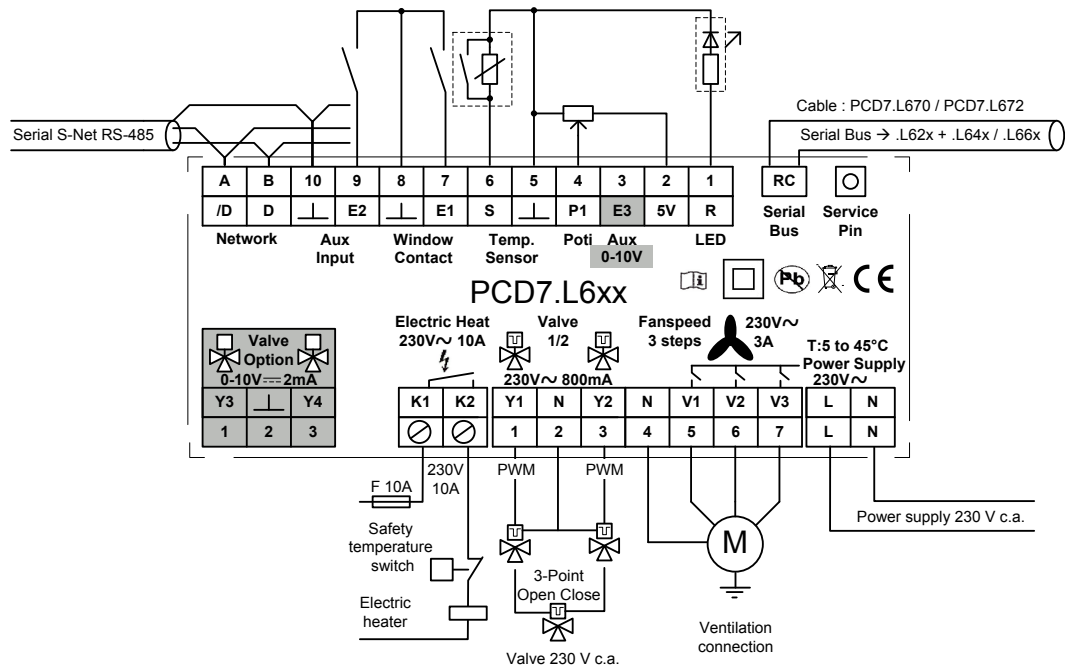 Cable : PCD7.L670 / PCD7.L672
Serial S-Net RS-485
Serial Bus → .L62x + .L64x / .L66x
A B 10 9 8 7 6 5 4 3 2 1 RC
/D D ⊥ E2 ⊥ E1 S ⊥ P1 E3 5V R
Network
Aux
Input
Window
Contact
Temp.
Sensor
Poti
Aux
0-10V
LED
Serial
Bus
Service
Pin
PCD7.L6xx
Pb
CE
Valve
Option
0-10V⎓2mA
Y3 ⊥ Y4
1 2 3
Electric Heat
230V~ 10A
K1 K2
Valve
1/2
230V~ 800mA
Fanspeed
3 steps
230V~
3A
T:5 to 45°C
Power Supply
230V~
Y1 N Y2 N V1 V2 V3 L N
1 2 3 4 5 6 7 L N
F 10A
230V
10A
PWM
PWM
Safety
temperature
switch
Electric
heater
3-Point
Open Close
Valve 230 V c.a.
M
Ventilation
connection
Power supply 230 V c.a.